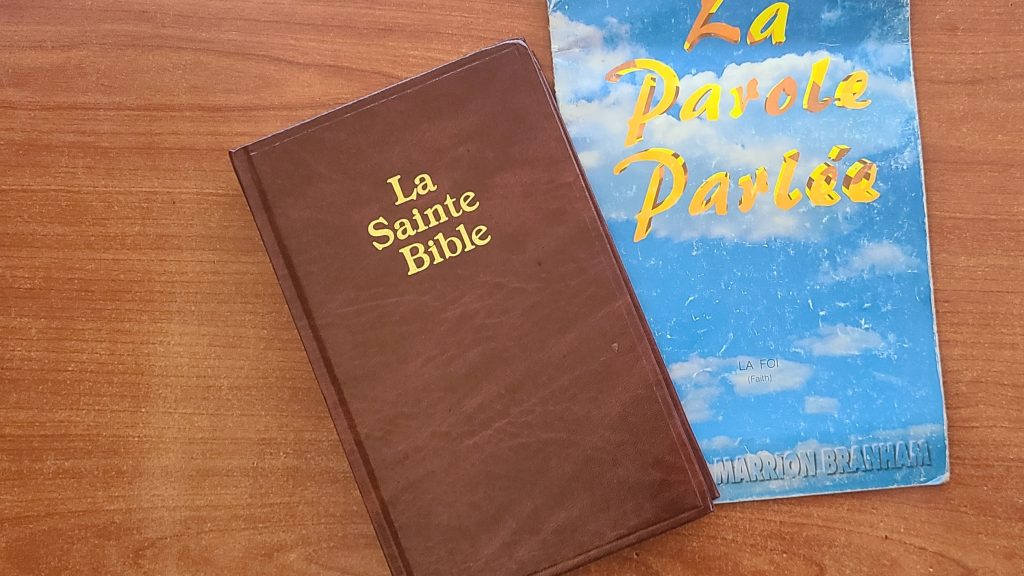 La
Sainte
Bible
La
Parole
Parlée
LA FOI
(Faith)
MARRION BRANHAM